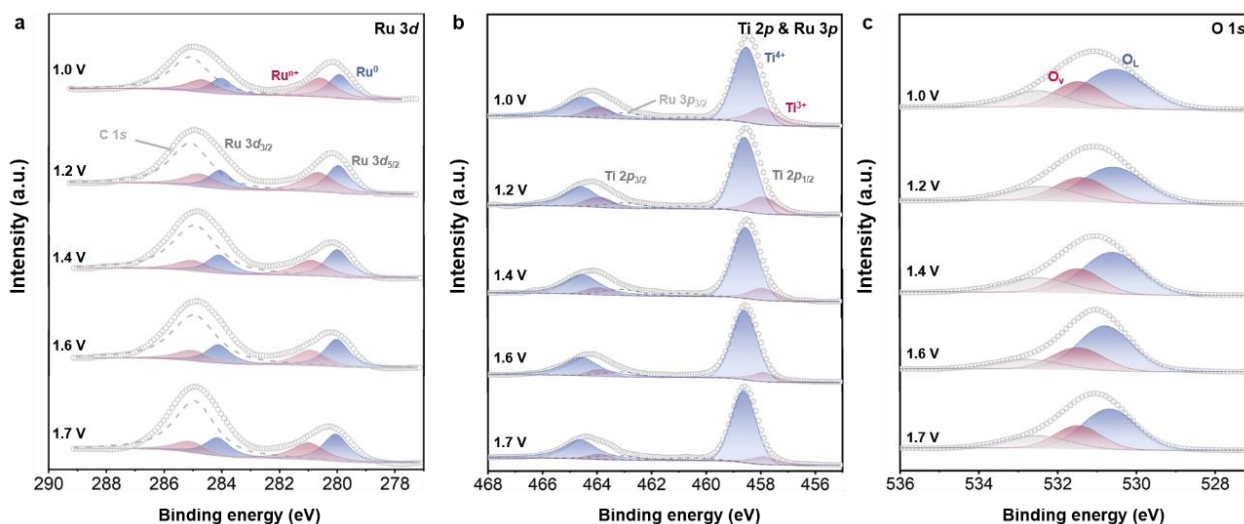 a
Ru 3d
1.0 V
Ruⁿ⁺
Ru⁰
C 1s
Ru 3d₃/₂
Ru 3d₅/₂
1.2 V
1.4 V
1.6 V
1.7 V
Intensity (a.u.)
290 288 286 284 282 280 278
Binding energy (eV)
b
Ti 2p & Ru 3p
Ti⁴⁺
1.0 V
Ru 3p₃/₂
Ti³⁺
1.2 V
Ti 2p₃/₂
Ti 2p₁/₂
1.4 V
1.6 V
1.7 V
Intensity (a.u.)
468 466 464 462 460 458 456
Binding energy (eV)
c
O 1s
Oᵥ
O_L
1.0 V
1.2 V
1.4 V
1.6 V
1.7 V
Intensity (a.u.)
536 534 532 530 528
Binding energy (eV)